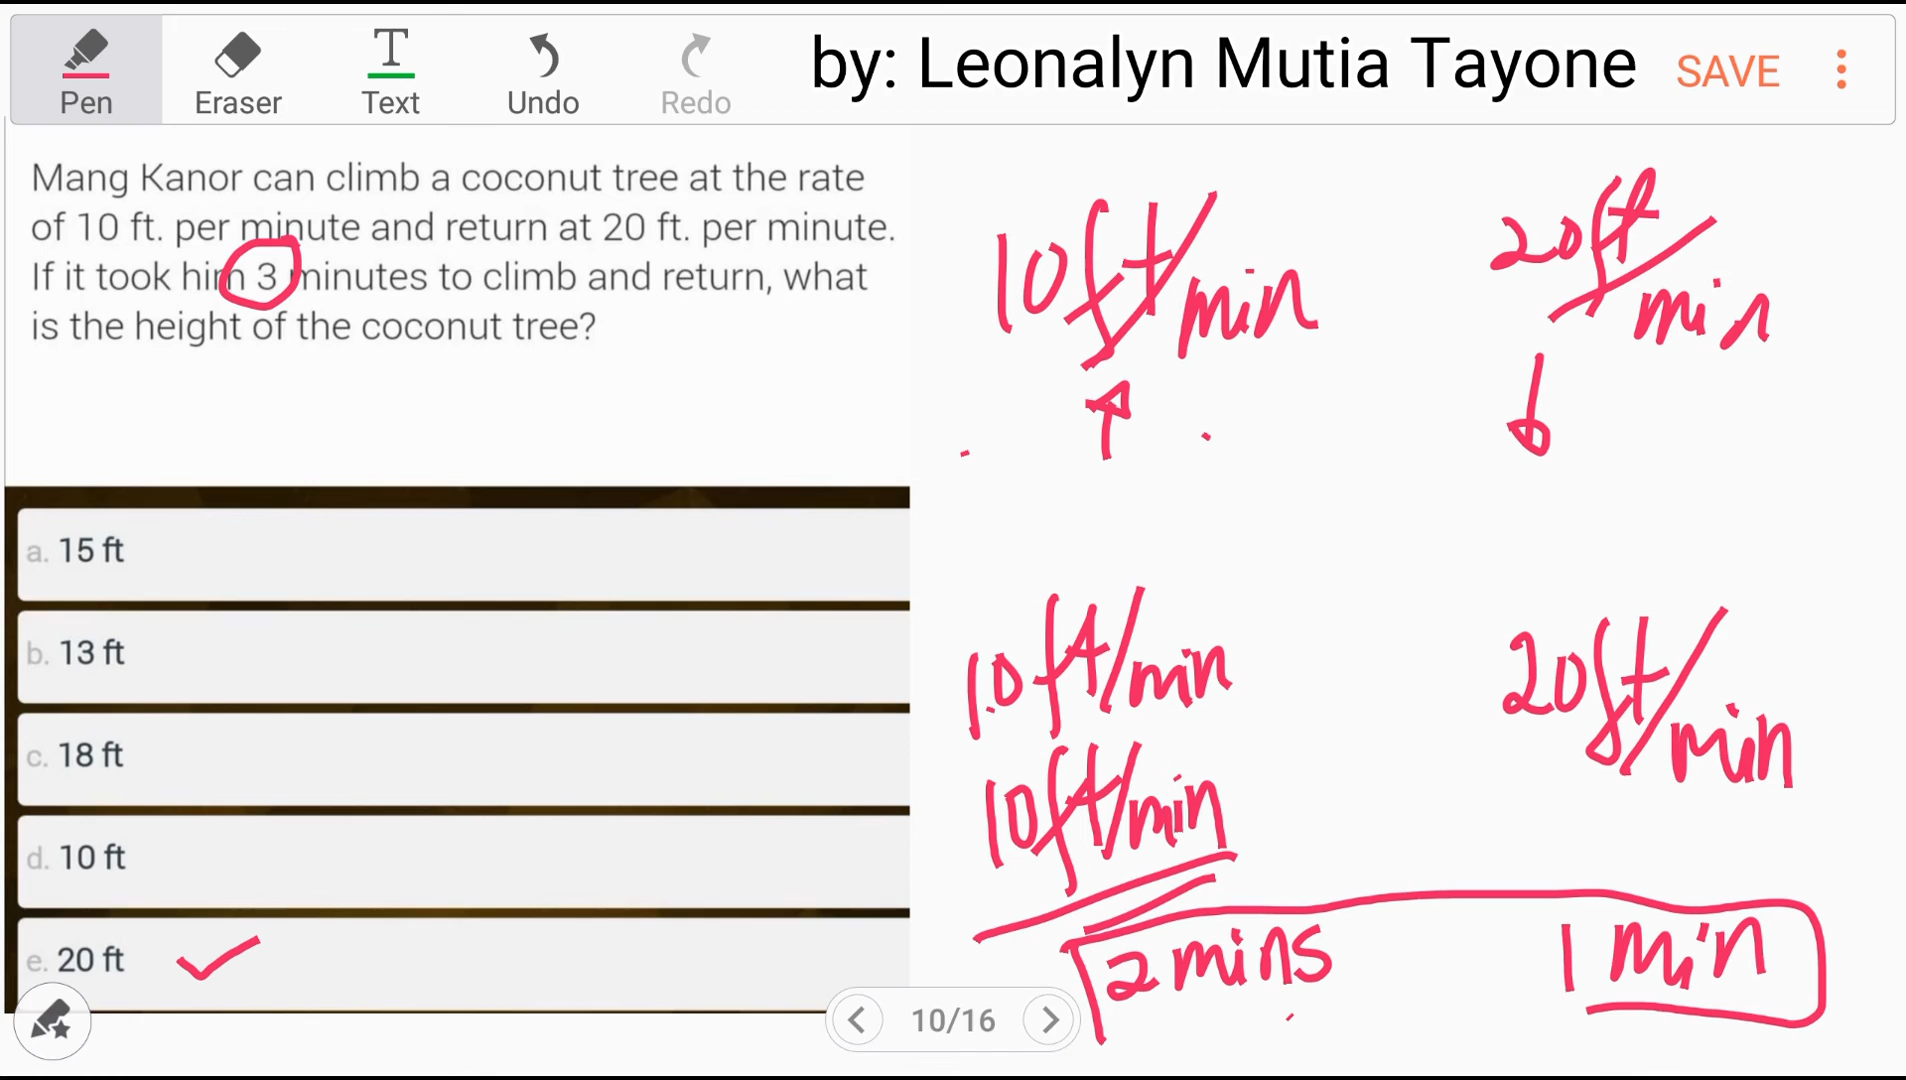 Pen
Eraser
Text
Undo
Redo
by: Leonalyn Mutia Tayone
SAVE
Mang Kanor can climb a coconut tree at the rate
of 10 ft. per minute and return at 20 ft. per minute.
If it took him 3 minutes to climb and return, what
is the height of the coconut tree?
a. 15 ft
b. 13 ft
c. 18 ft
d. 10 ft
e. 20 ft
10ft/min
20ft/min
10ft/min
20ft/min
10ft/min
2 mins
1 min
10/16